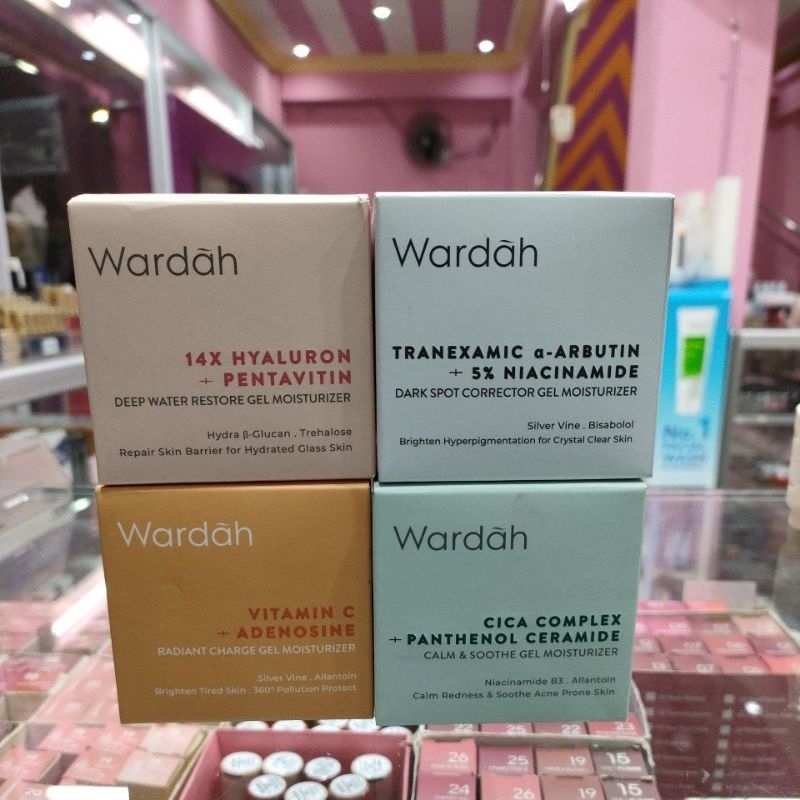 Wardāh
14X HYALURON
+ PENTAVITIN
DEEP WATER RESTORE GEL MOISTURIZER
Hydra β-Glucan . Trehalose
Repair Skin Barrier for Hydrated Glass Skin
Wardāh
TRANEXAMIC α-ARBUTIN
+ 5% NIACINAMIDE
DARK SPOT CORRECTOR GEL MOISTURIZER
Silver Vine . Bisabolol
Brighten Hyperpigmentation for Crystal Clear Skin
Wardāh
VITAMIN C
+ ADENOSINE
RADIANT CHARGE GEL MOISTURIZER
Silver Vine . Allantoin
Brighten Tired Skin . 360° Pollution Protect
Wardāh
CICA COMPLEX
+ PANTHENOL CERAMIDE
CALM & SOOTHE GEL MOISTURIZER
Niacinamide B3 . Allantoin
Calm Redness & Soothe Acne Prone Skin
No. 1
26
25
19
15
24
26
19
15